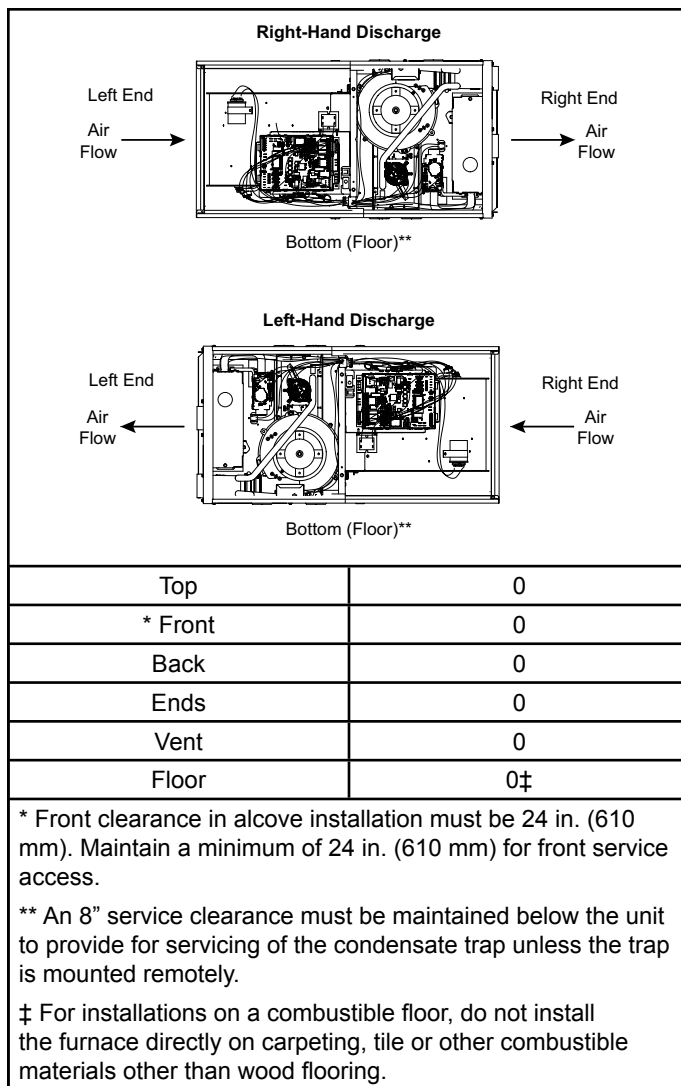 Right-Hand Discharge
Left End
Air
Flow
Right End
Air
Flow
Bottom (Floor)**
Left-Hand Discharge
Left End
Air
Flow
Right End
Air
Flow
Bottom (Floor)**
Top 0
* Front 0
Back 0
Ends 0
Vent 0
Floor 0‡
* Front clearance in alcove installation must be 24 in. (610
mm). Maintain a minimum of 24 in. (610 mm) for front service
access.
** An 8” service clearance must be maintained below the unit
to provide for servicing of the condensate trap unless the trap
is mounted remotely.
‡ For installations on a combustible floor, do not install
the furnace directly on carpeting, tile or other combustible
materials other than wood flooring.